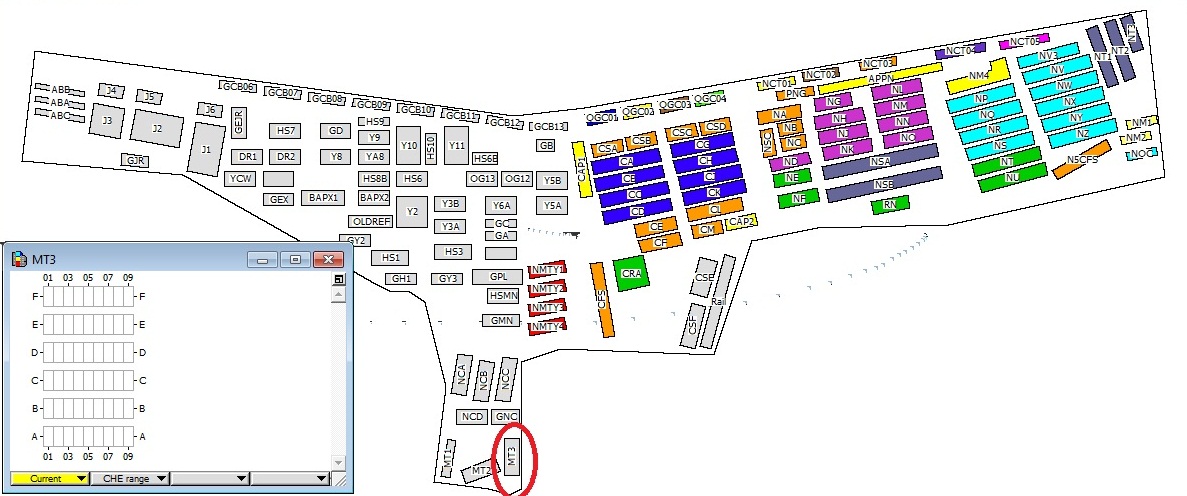 ABB
ABA
ABC
J4
J5
J3
J2
J6
J1
GJR
GCB06
GCB07
GCB08
GCB09
GCB10
GCB11
GCB12
GCB13
GEJR
HS7
GD
HS9
Y9
Y10
HS10
Y11
HS6B
GB
DR1
DR2
Y8
YA8
YCW
HS8B
HS6
OG13
OG12
Y5B
GEX
BAPX1
BAPX2
Y2
Y3B
Y6A
Y5A
OLDREF
Y3A
GC
GA
GY2
HS1
HS3
GH1
GY3
GPL
HSMN
GMN
NMTY1
NMTY2
NMTY3
NMTY4
CFS
CRA
CSE
CSF
Rail
CAP1
OGC01
OGC02
OGC03
OGC04
CSA
CSB
CSC
CSD
CA
CB
CC
CD
CE
CF
CG
CH
CJ
CK
CL
CM
CAP2
NCT01
NCT02
NCT03
NCT04
NCT05
APPN
PNG
NA
NB
NC
NSC
ND
NE
NF
NG
NH
NJ
NK
NL
NM
NN
NO
NSA
NSB
RN
NM4
NP
NQ
NR
NS
NT
NU
NV3
NV
NW
NX
NY
NZ
N5CFS
NT1
NT2
NT3
NM1
NM2
NOC
NCA
NCB
NCC
NCD
GNC
MT1
MT2
MT3
MT3
01 03 05 07 09
F F
E E
D D
C C
B B
A A
01 03 05 07 09
Current CHE range